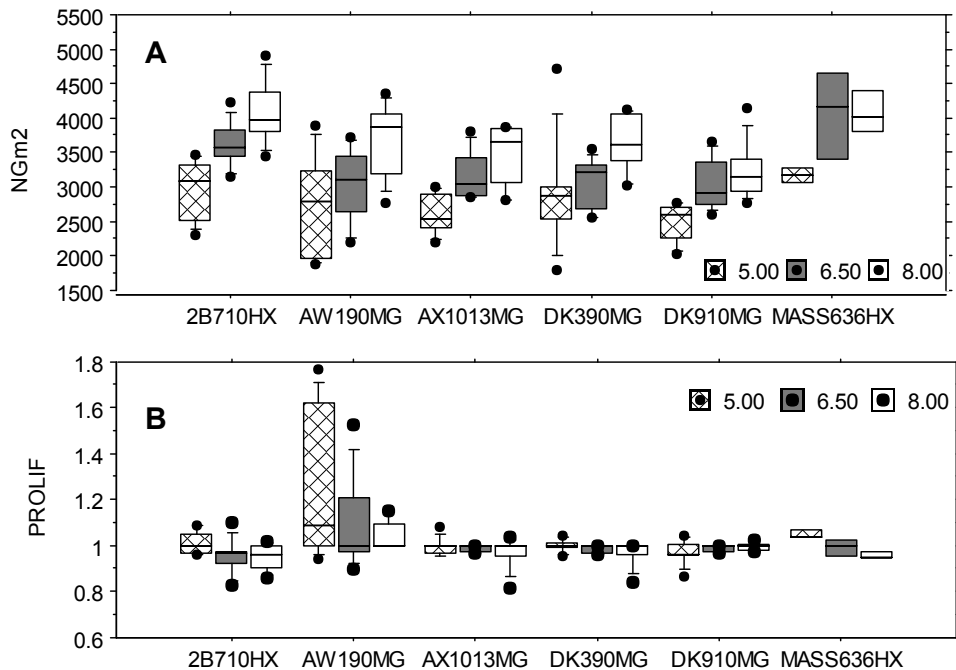 5500
A
5000
4500
4000
3500
3000
2500
2000
1500
NGm2
5.00 6.50 8.00
2B710HX AW190MG AX1013MG DK390MG DK910MG MASS636HX
1.8
5.00 6.50 8.00
B
1.6
1.4
1.2
1
0.8
0.6
PROLIF
2B710HX AW190MG AX1013MG DK390MG DK910MG MASS636HX